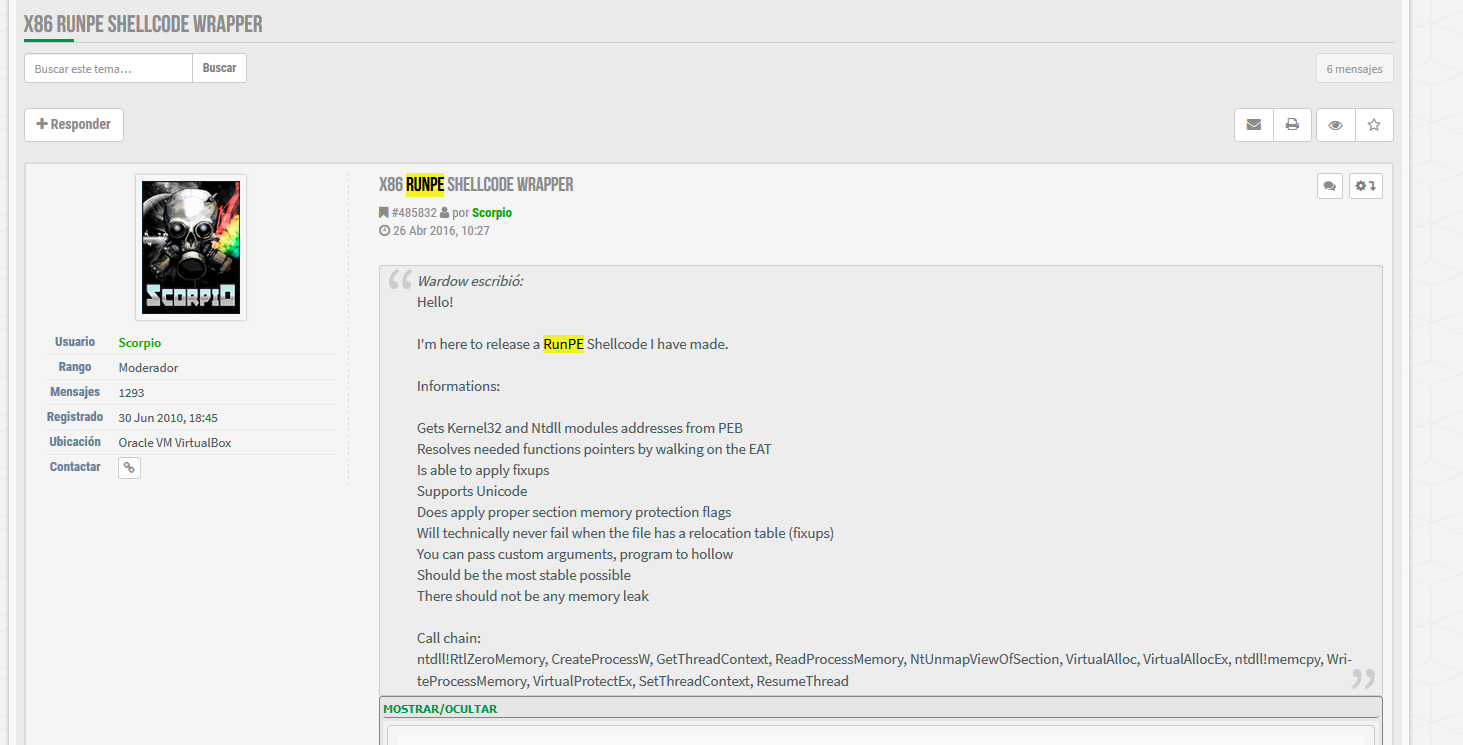 X86 RUNPE SHELLCODE WRAPPER
Buscar este tema...
Buscar
6 mensajes
Responder
SCORPIO
Usuario Scorpio
Rango Moderador
Mensajes 1293
Registrado 30 Jun 2010, 18:45
Ubicación Oracle VM VirtualBox
Contactar
X86 RUNPE SHELLCODE WRAPPER
#485832 por Scorpio
26 Abr 2016, 10:27
Wardow escribió:
Hello!
I'm here to release a RunPE Shellcode I have made.
Informations:
Gets Kernel32 and Ntdll modules addresses from PEB
Resolves needed functions pointers by walking on the EAT
Is able to apply fixups
Supports Unicode
Does apply proper section memory protection flags
Will technically never fail when the file has a relocation table (fixups)
You can pass custom arguments, program to hollow
Should be the most stable possible
There should not be any memory leak
Call chain:
ntdll!RtlZeroMemory, CreateProcessW, GetThreadContext, ReadProcessMemory, NtUnmapViewOfSection, VirtualAlloc, VirtualAllocEx, ntdll!memcpy, Wri-
teProcessMemory, VirtualProtectEx, SetThreadContext, ResumeThread
MOSTRAR/OCULTAR